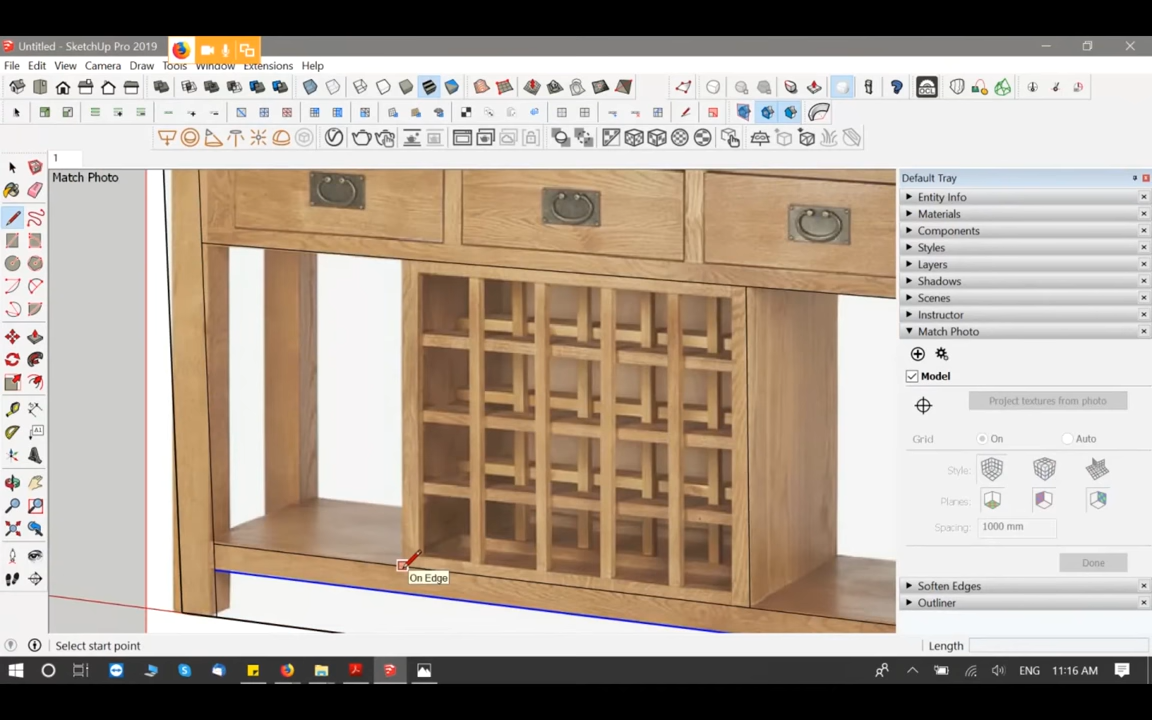 Untitled - SketchUp Pro 2019
File Edit View Camera Draw Tools Window Extensions Help
1
Match Photo
Default Tray
Entity Info
Materials
Components
Styles
Layers
Shadows
Scenes
Instructor
Match Photo
Model
Project textures from photo
Grid On Auto
Style:
Planes:
Spacing: 1000 mm
Done
Soften Edges
Outliner
On Edge
Select start point
Length
ENG 11:16 AM